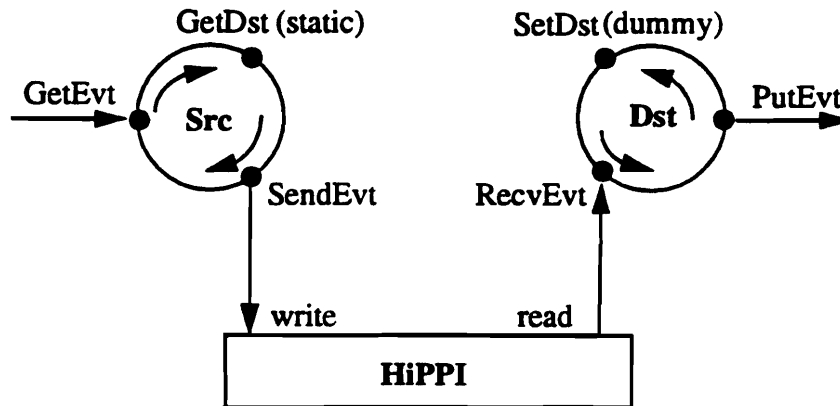 GetDst (static)
SetDst (dummy)
GetEvt
Src
Dst
PutEvt
SendEvt
RecvEvt
write
read
HiPPI